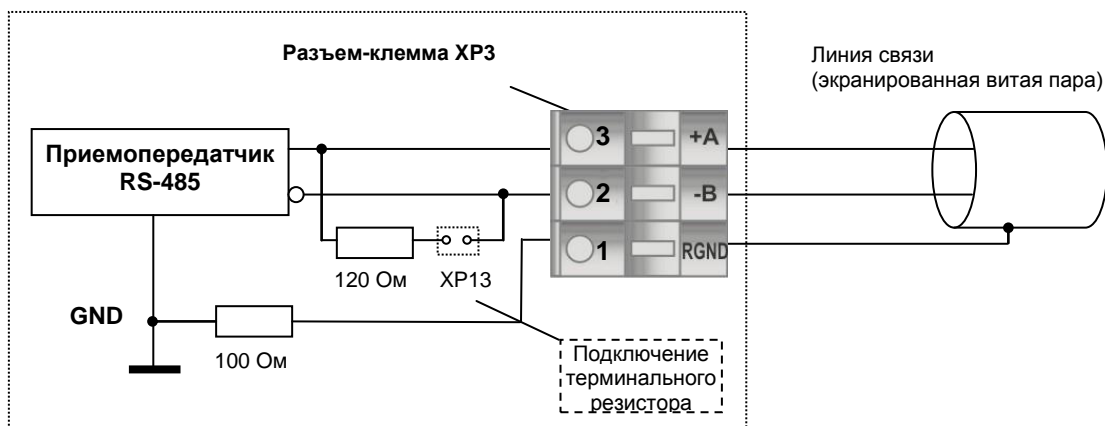 Разъем-клемма XP3
Линия связи
(экранированная витая пара)
Приемопередатчик
RS-485
3 +A
2 -B
1 RGND
120 Ом XP13
GND
100 Ом
Подключение
терминального
резистора